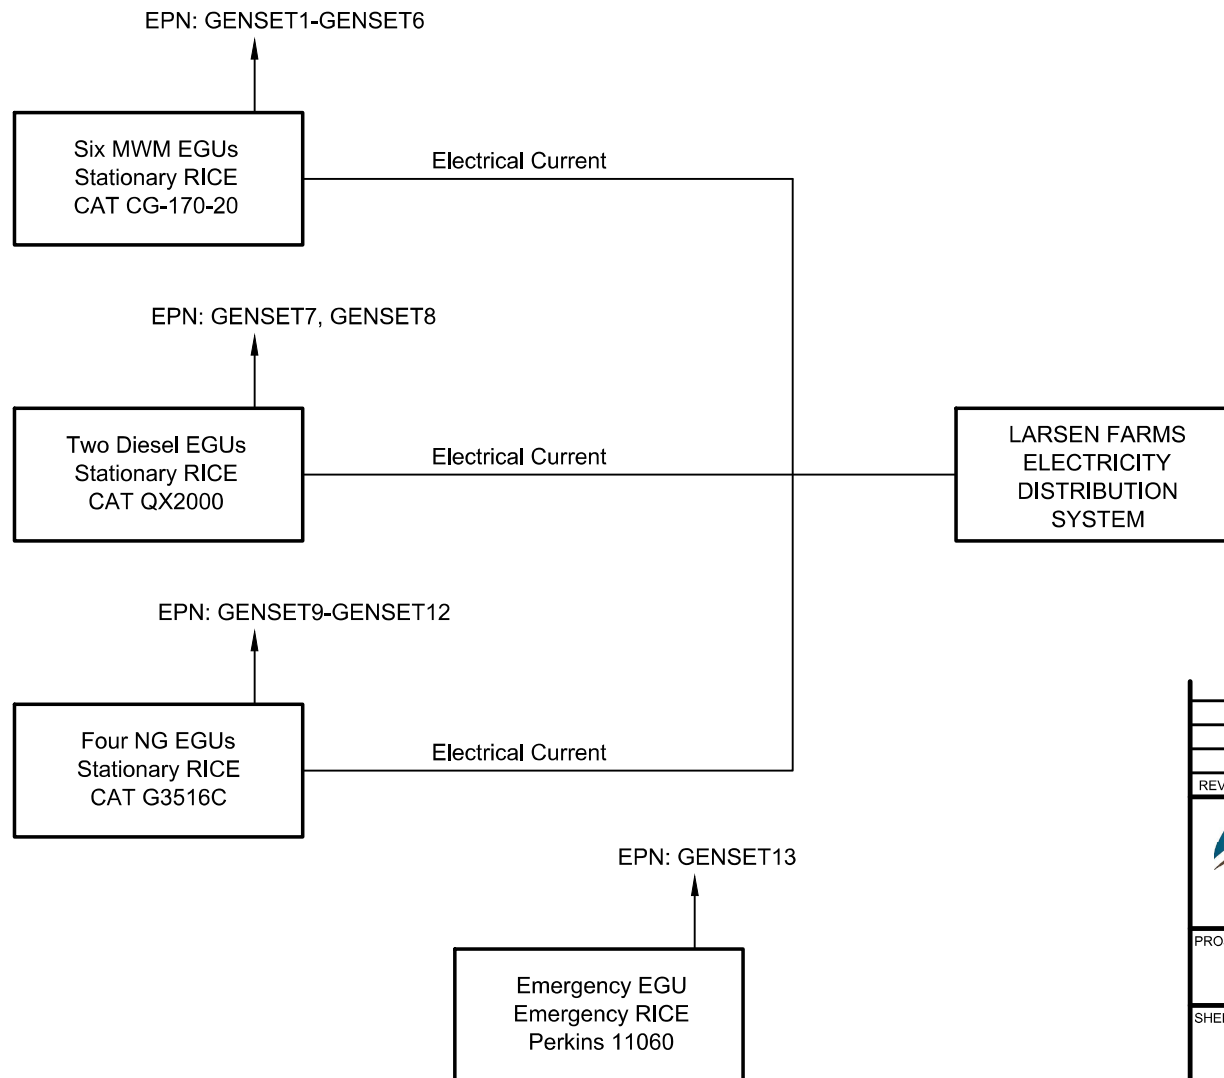 EPN: GENSET1-GENSET6
Six MWM EGUs
Stationary RICE
CAT CG-170-20
Electrical Current
EPN: GENSET7, GENSET8
Two Diesel EGUs
Stationary RICE
CAT QX2000
Electrical Current
LARSEN FARMS
ELECTRICITY
DISTRIBUTION
SYSTEM
EPN: GENSET9-GENSET12
Four NG EGUs
Stationary RICE
CAT G3516C
Electrical Current
REV
EPN: GENSET13
Emergency EGU
Emergency RICE
Perkins 11060